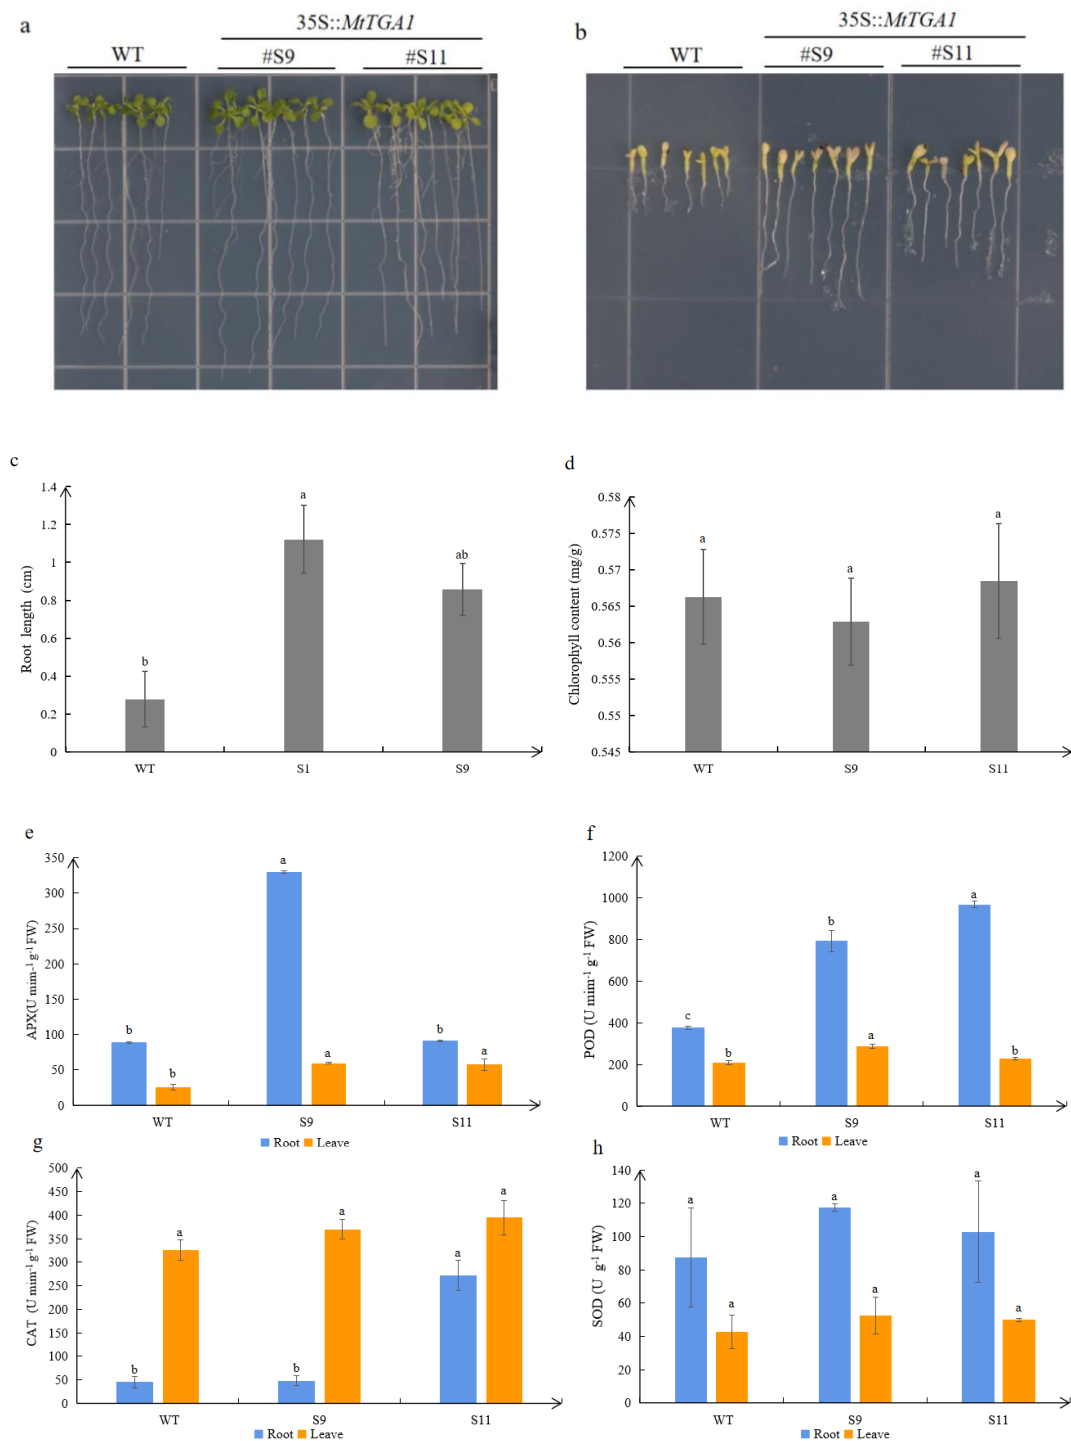 a
35S::MtTGA1
WT
#S9
#S11
b
35S::MtTGA1
WT
#S9
#S11
c
Root length (cm)
1.4
1.2
1
0.8
0.6
0.4
0.2
0
b
a
ab
WT
S1
S9
d
Chlorophyll content (mg/g)
0.58
0.575
0.57
0.565
0.56
0.555
0.55
0.545
a
a
a
WT
S9
S11
e
APX(U mim⁻¹ g⁻¹ FW)
350
300
250
200
150
100
50
0
b
b
a
a
b
a
WT
S9
S11
Root
Leave
f
POD (U mim⁻¹ g⁻¹ FW)
1200
1000
800
600
400
200
0
c
b
b
a
a
b
WT
S9
S11
Root
Leave
g
CAT (U mim⁻¹ g⁻¹ FW)
500
450
400
350
300
250
200
150
100
50
0
b
a
b
a
a
a
WT
S9
S11
Root
Leave
h
SOD (U g⁻¹ FW)
140
120
100
80
60
40
20
0
a
a
a
a
a
a
WT
S9
S11
Root
Leave